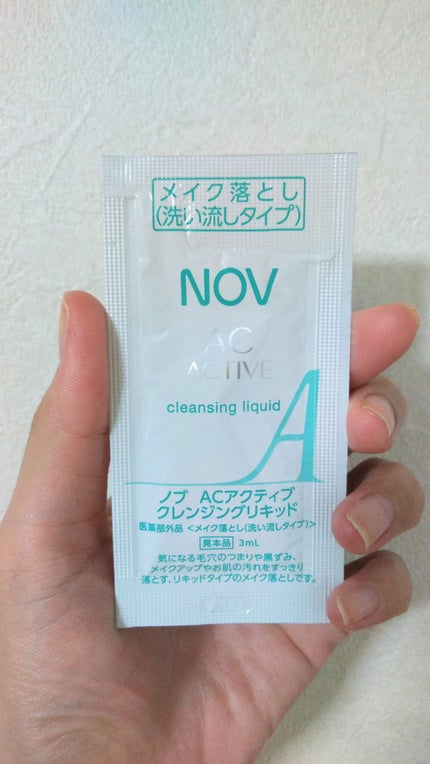 メイク落とし
(洗い流しタイプ)
NOV
AC
ACTIVE
cleansing liquid
A
ノブ ACアクティブ
クレンジングリキッド
医薬部外品 <メイク落とし(洗い流しタイプ)>
見本品 3mL
気になる毛穴のつまりや黒ずみ、
メイクアップやお肌の汚れをすっきり
落とす、リキッドタイプのメイク落としです。